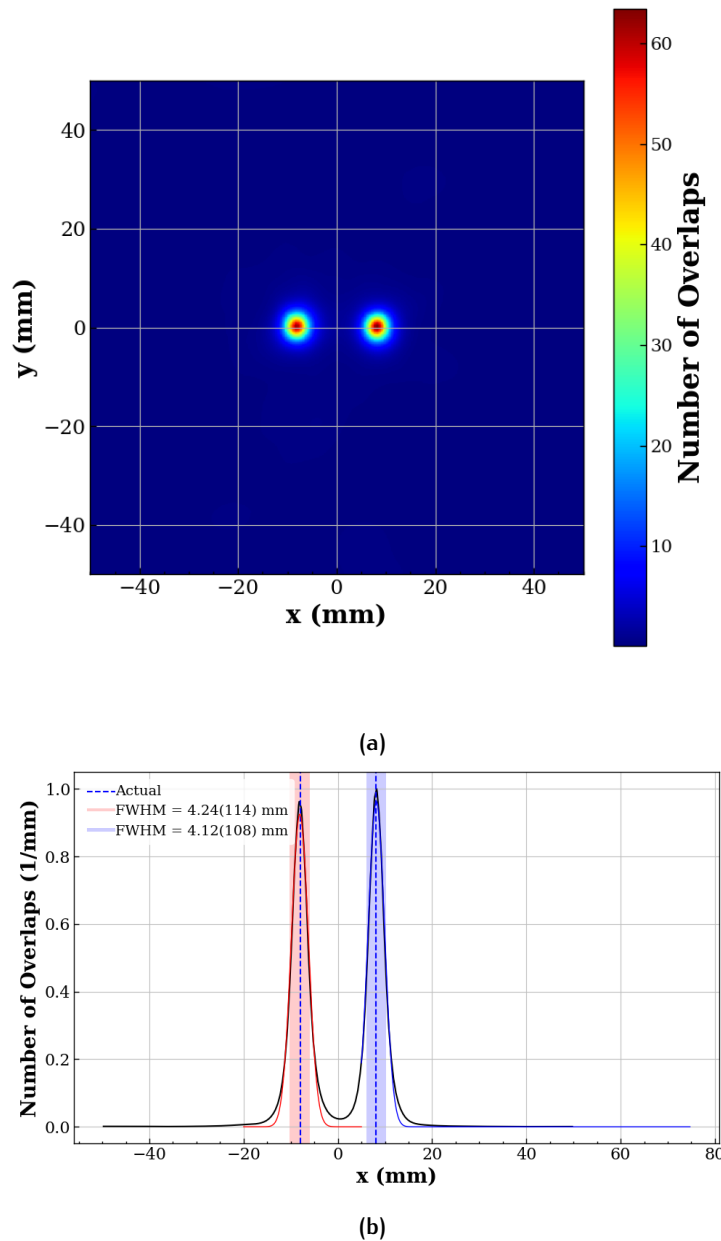 60
50
40
30
20
10
Number of Overlaps
40
20
0
−20
−40
y (mm)
−40 −20 0 20 40
x (mm)
(a)
1.0
0.8
0.6
0.4
0.2
0.0
Number of Overlaps (1/mm)
Actual
FWHM = 4.24(114) mm
FWHM = 4.12(108) mm
−40 −20 0 20 40 60 80
x (mm)
(b)